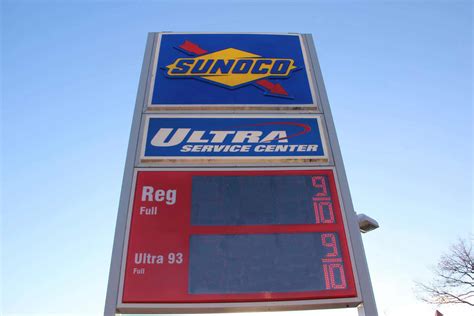 SUNOCO
ULTRA
SERVICE CENTER
Reg 9
Full 10
Ultra 93 9
Full 10